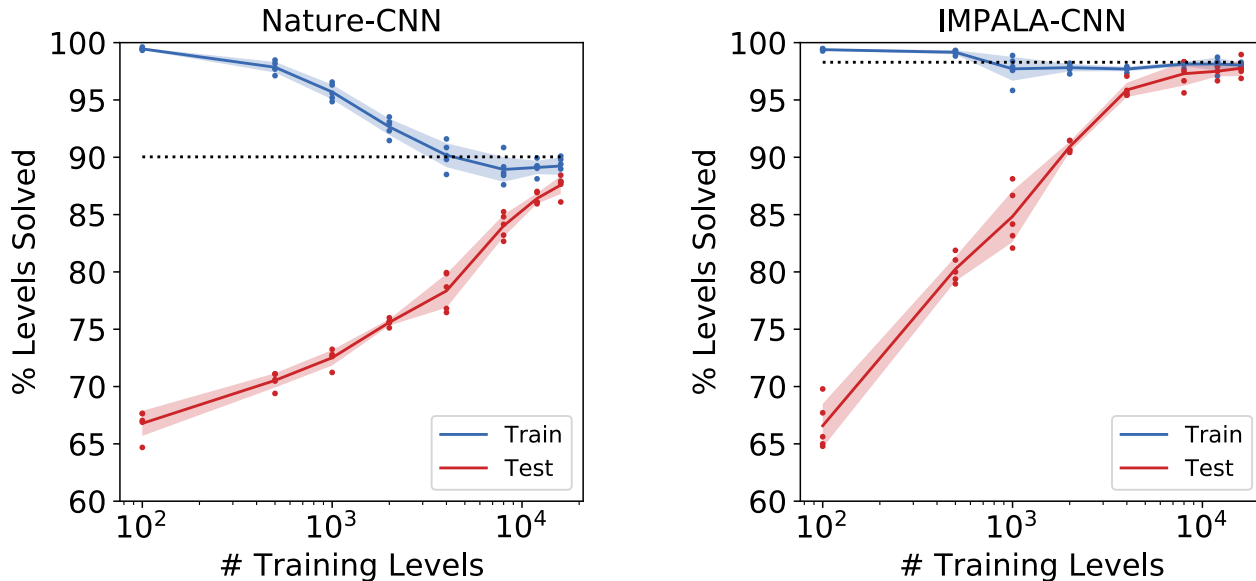 Nature-CNN
100
95
90
85
80
75
70
65
60
% Levels Solved
Train
Test
10²
10³
10⁴
# Training Levels
IMPALA-CNN
100
95
90
85
80
75
70
65
60
% Levels Solved
Train
Test
10²
10³
10⁴
# Training Levels